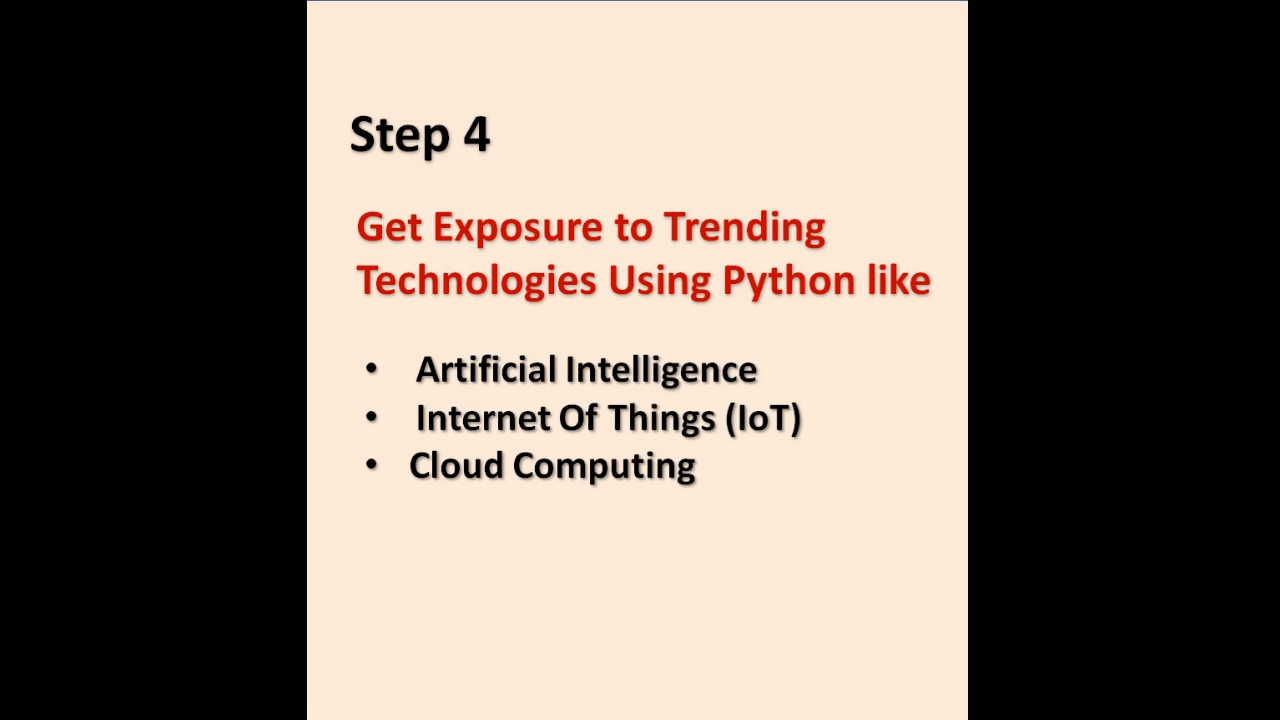 Step 4
Get Exposure to Trending
Technologies Using Python like
• Artificial Intelligence
• Internet Of Things (IoT)
• Cloud Computing